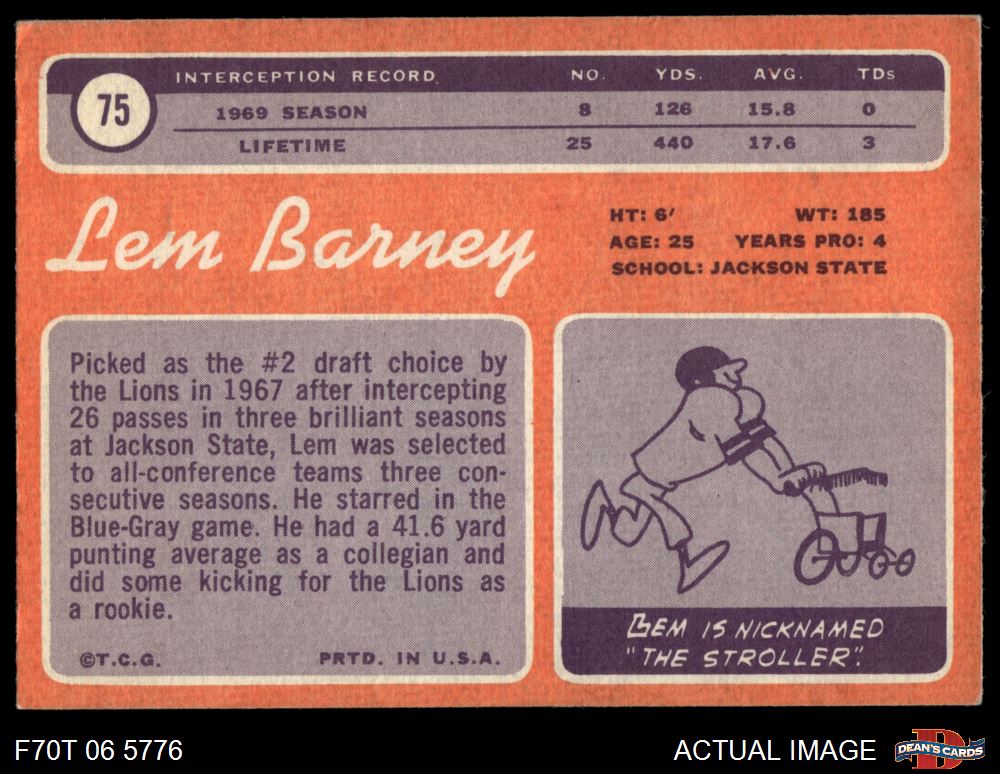 75
INTERCEPTION RECORD NO. YDS. AVG. TDs
1969 SEASON 8 126 15.8 0
LIFETIME 25 440 17.6 3
Lem Barney
HT: 6' WT: 185
AGE: 25 YEARS PRO: 4
SCHOOL: JACKSON STATE
Picked as the #2 draft choice by
the Lions in 1967 after intercepting
26 passes in three brilliant seasons
at Jackson State, Lem was selected
to all-conference teams three con-
secutive seasons. He starred in the
Blue-Gray game. He had a 41.6 yard
punting average as a collegian and
did some kicking for the Lions as
a rookie.
©T.C.G. PRTD. IN U.S.A.
LEM IS NICKNAMED
"THE STROLLER".
F70T 06 5776
ACTUAL IMAGE
D
DEAN'S CARDS